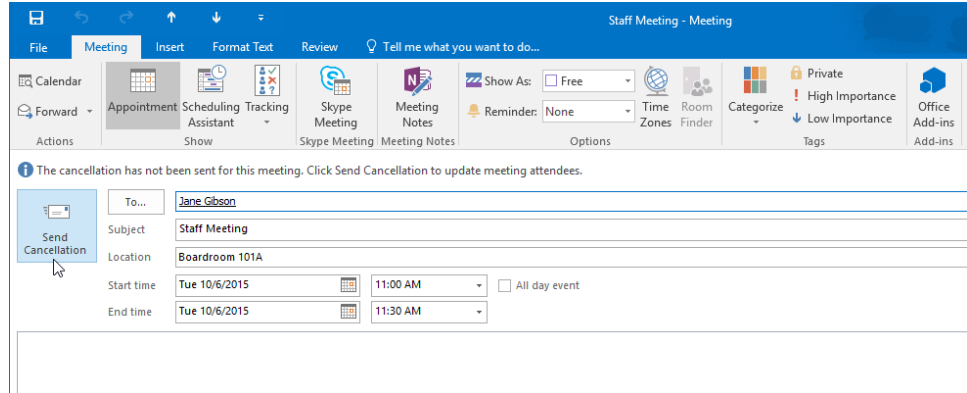 Staff Meeting - Meeting
File Meeting Insert Format Text Review Tell me what you want to do...
Calendar
Forward
Actions
Appointment Scheduling Assistant Tracking
Show
Skype Meeting
Skype Meeting
Meeting Notes
Meeting Notes
Show As: Free
Reminder: None
Time Zones Room Finder
Options
Categorize
Private
High Importance
Low Importance
Tags
Office Add-ins
Add-ins
The cancellation has not been sent for this meeting. Click Send Cancellation to update meeting attendees.
Send Cancellation
To... Jane Gibson
Subject Staff Meeting
Location Boardroom 101A
Start time Tue 10/6/2015 11:00 AM All day event
End time Tue 10/6/2015 11:30 AM